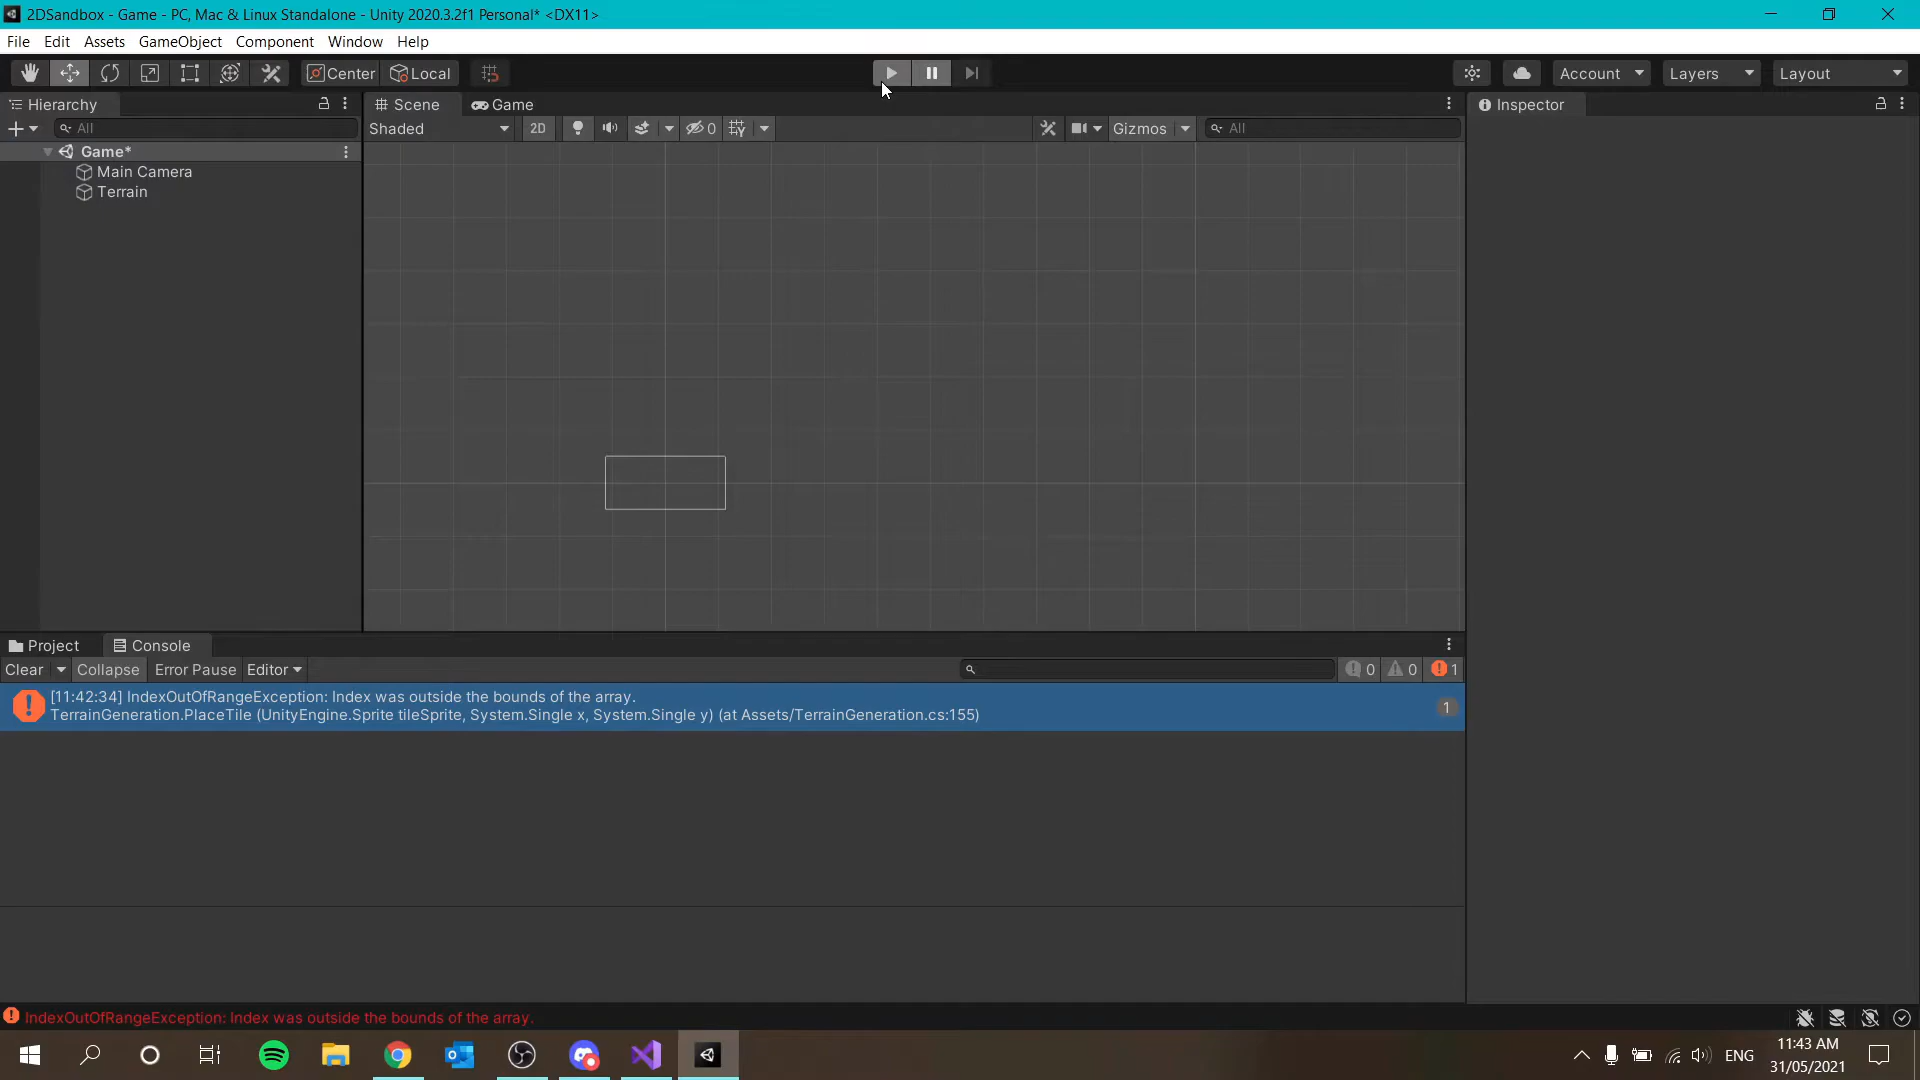 2DSandbox - Game - PC, Mac & Linux Standalone - Unity 2020.3.2f1 Personal* <DX11>
File Edit Assets GameObject Component Window Help
Center Local Account Layers Layout
Hierarchy Scene Game Inspector
All Shaded 2D 0 Gizmos All
Game*
Main Camera
Terrain
Project Console
Clear Collapse Error Pause Editor 0 0 1
[11:42:34] IndexOutOfRangeException: Index was outside the bounds of the array.
TerrainGeneration.PlaceTile (UnityEngine.Sprite tileSprite, System.Single x, System.Single y) (at Assets/TerrainGeneration.cs:155)
1
IndexOutOfRangeException: Index was outside the bounds of the array.
ENG
11:43 AM
31/05/2021